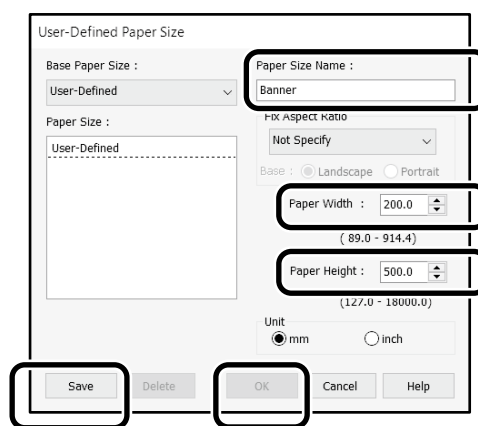 User-Defined Paper Size
Base Paper Size :
User-Defined
Paper Size :
User-Defined
Paper Size Name :
Banner
Fix Aspect Ratio
Not Specify
Base : Landscape Portrait
Paper Width : 200.0
( 89.0 - 914.4)
Paper Height : 500.0
(127.0 - 18000.0)
Unit
mm inch
Save Delete OK Cancel Help